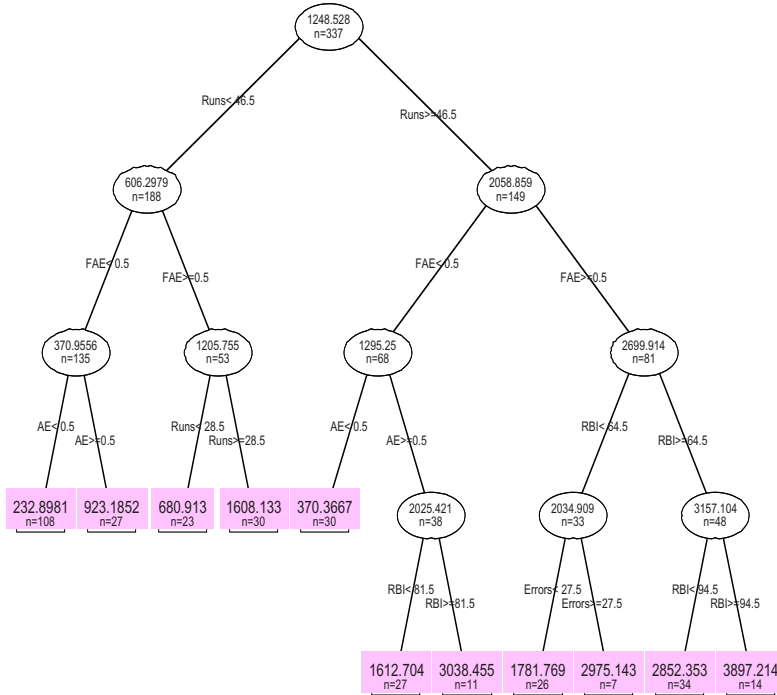 1248.528
n=337
Runs< 46.5
Runs>=46.5
606.2979
n=188
2058.859
n=149
FAE< 0.5
FAE>=0.5
FAE< 0.5
FAE>=0.5
370.9556
n=135
1205.755
n=53
1295.25
n=68
2699.914
n=81
AE< 0.5
AE>=0.5
Runs< 28.5
Runs>=28.5
AE< 0.5
AE>=0.5
RBI< 64.5
RBI>=64.5
232.8981
n=108
923.1852
n=27
680.913
n=23
1608.133
n=30
370.3667
n=30
2025.421
n=38
2034.909
n=33
3157.104
n=48
RBI< 81.5
RBI>=81.5
Errors< 27.5
Errors>=27.5
RBI< 94.5
RBI>=94.5
1612.704
n=27
3038.455
n=11
1781.769
n=26
2975.143
n=7
2852.353
n=34
3897.214
n=14